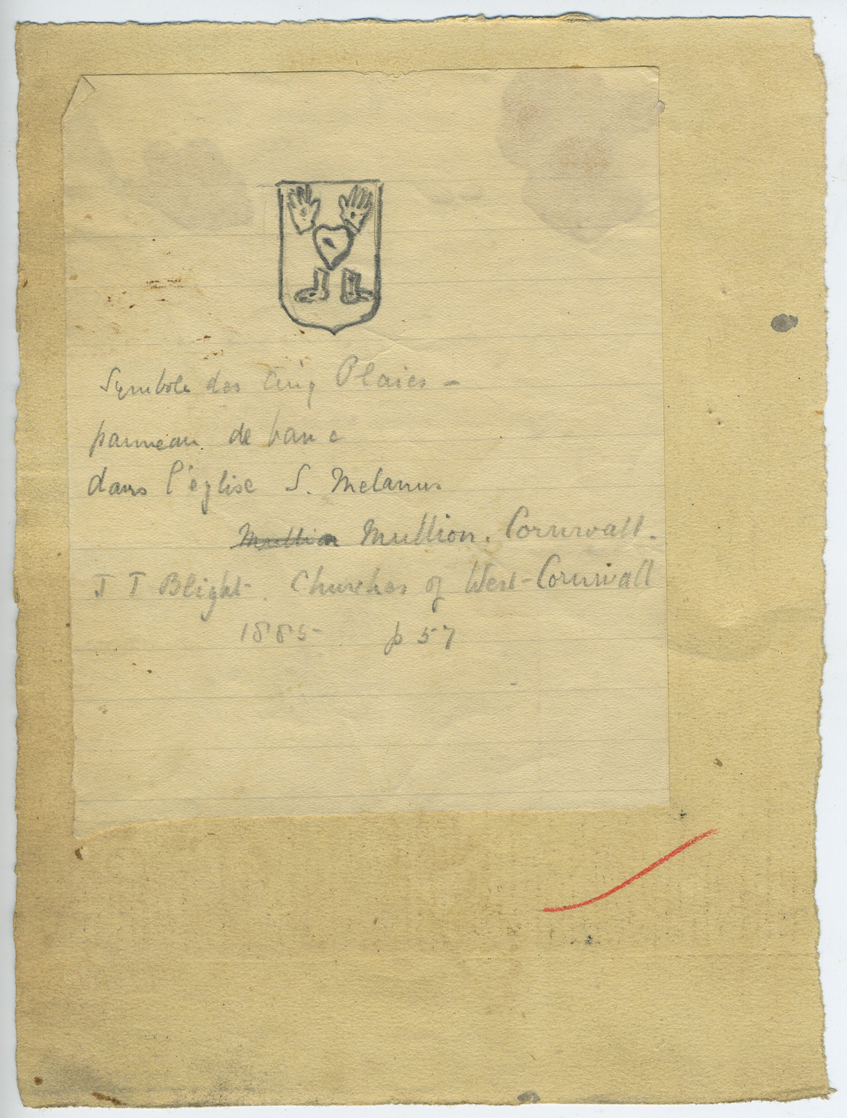 Symbole des Cinq Plaies –
panneau de banc
dans l'église S. Melanus
Mullion Mullion. Cornwall.
J T Blight. Churches of West-Cornwall
1885 p 57